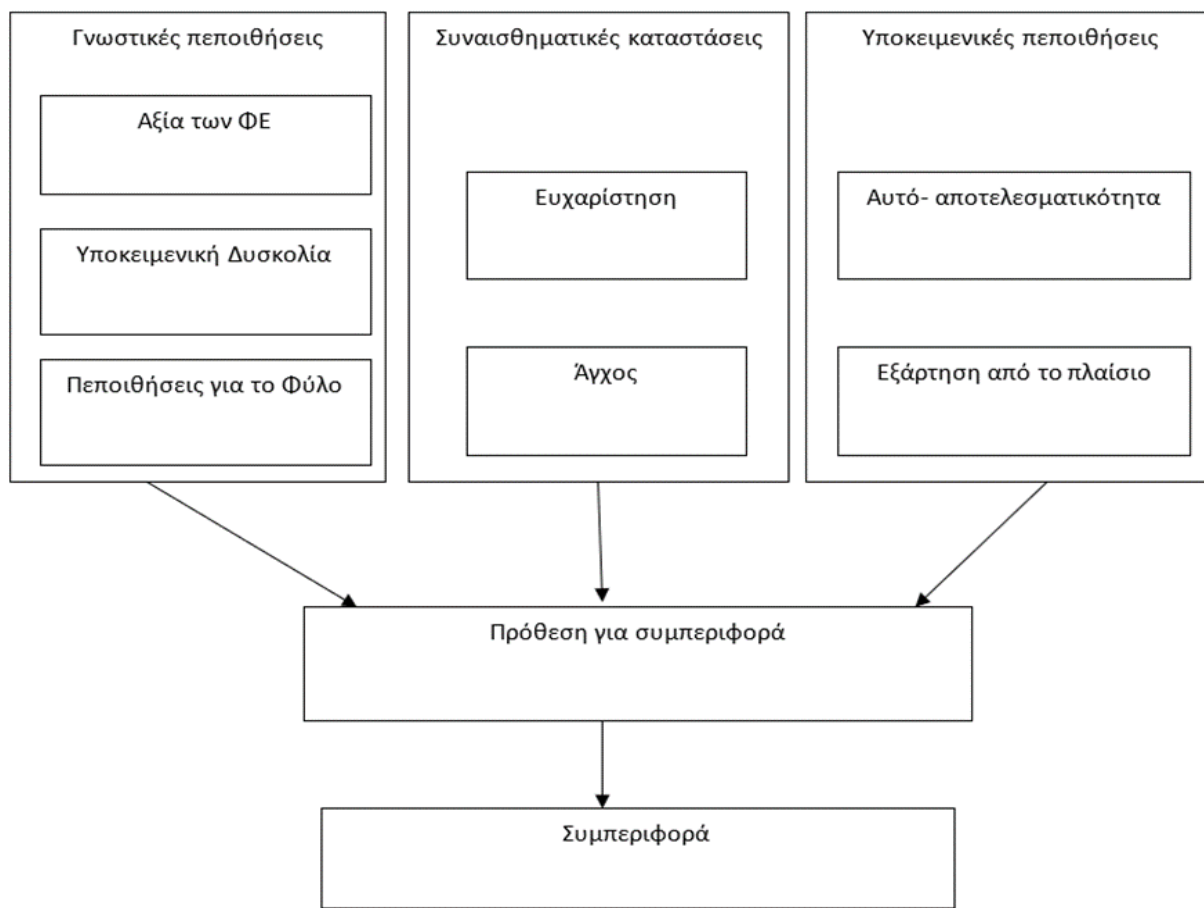 Γνωστικές πεποιθήσεις
Αξία των ΦΕ
Υποκειμενική Δυσκολία
Πεποιθήσεις για το Φύλο
Συναισθηματικές καταστάσεις
Ευχαρίστηση
Άγχος
Υποκειμενικές πεποιθήσεις
Αυτό- αποτελεσματικότητα
Εξάρτηση από το πλαίσιο
Πρόθεση για συμπεριφορά
Συμπεριφορά